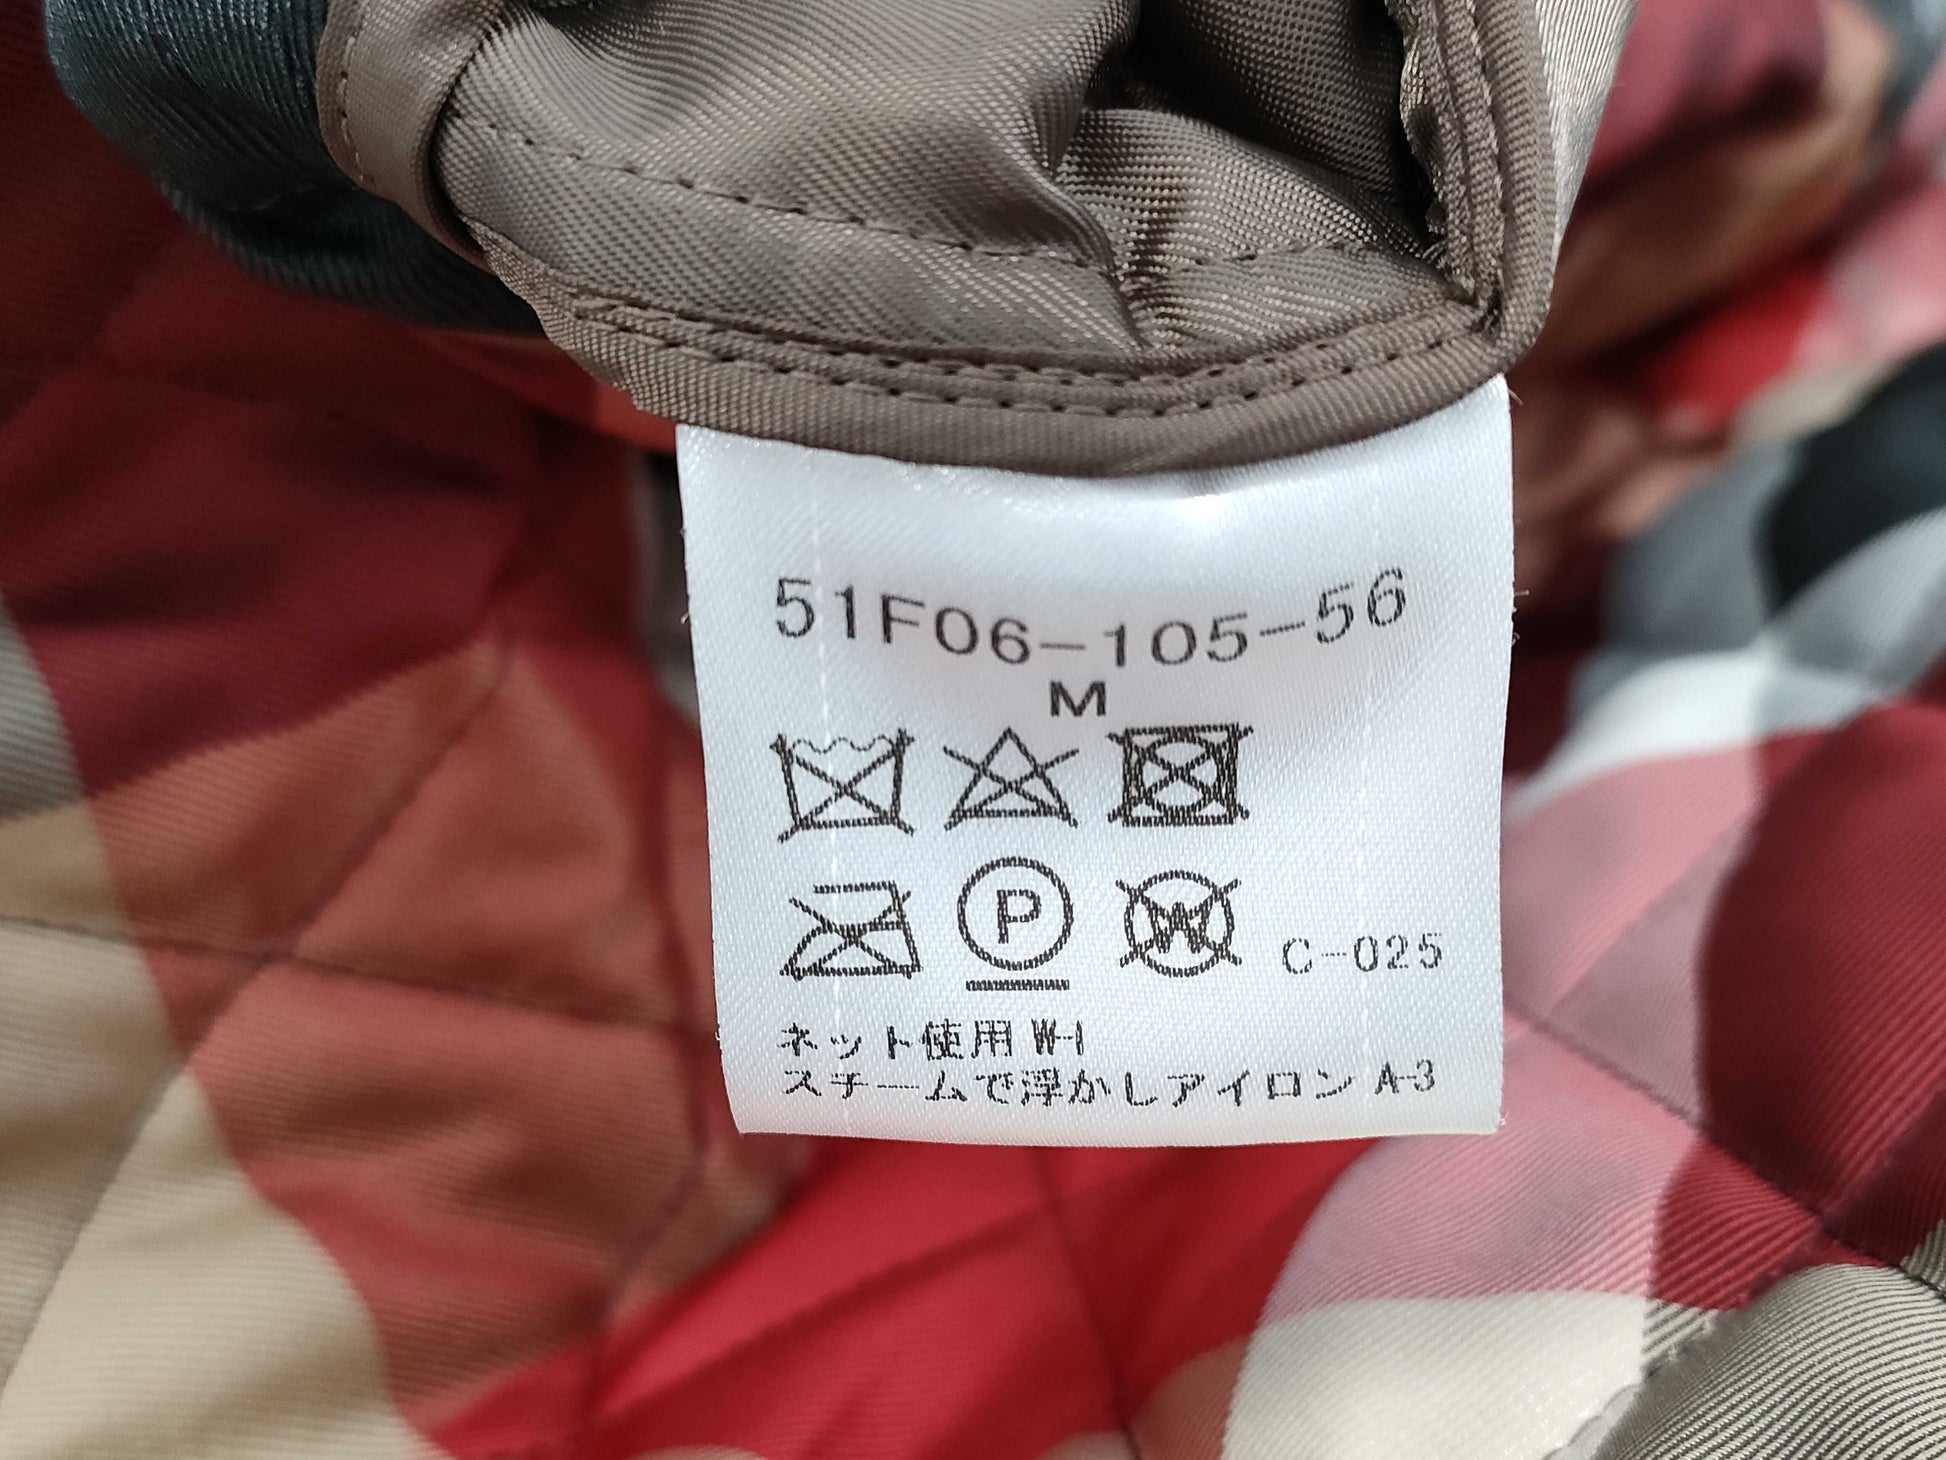 51F06-105-56
M
P W C-025
ネット使用 W-1
スチームで浮かしアイロン A-3